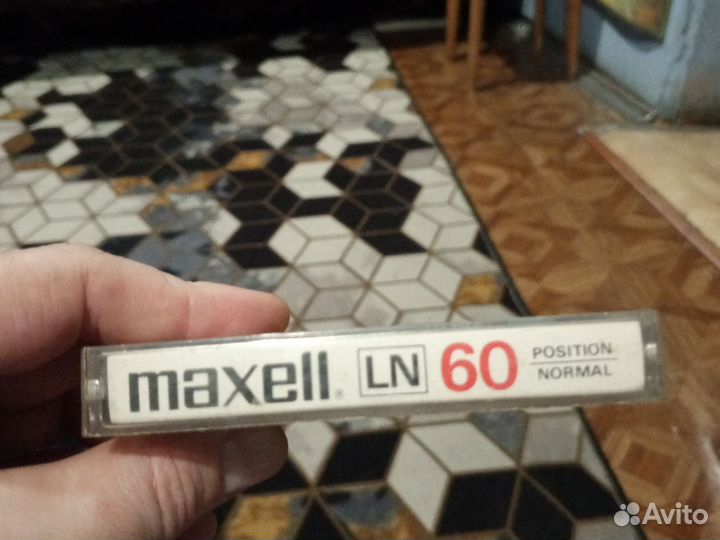 maxell LN 60 POSITION
NORMAL
Avito